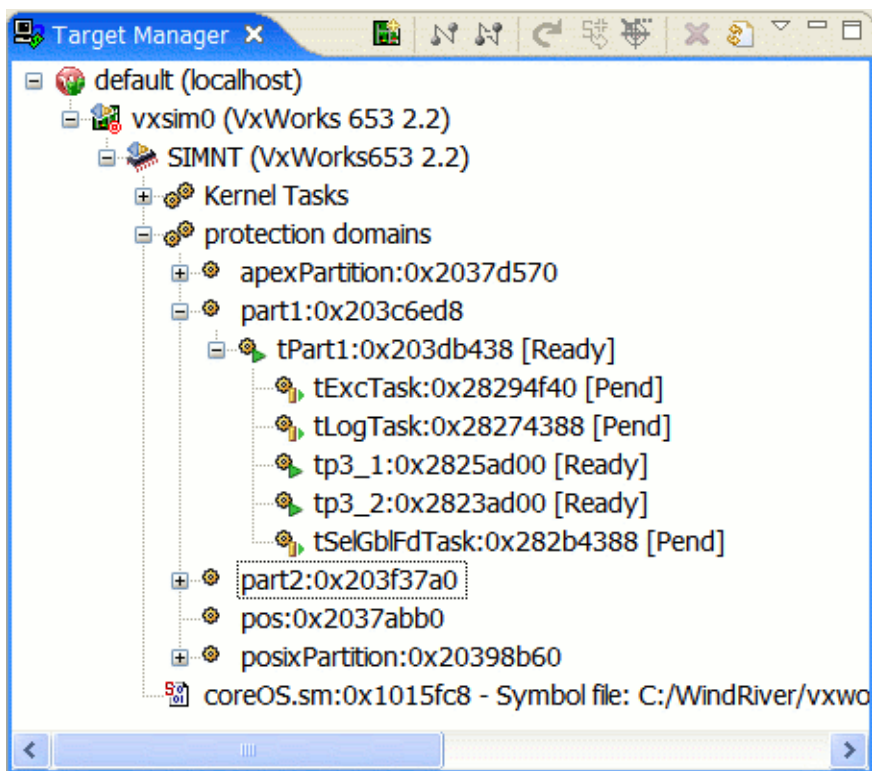 Target Manager
default (localhost)
vxsim0 (VxWorks 653 2.2)
SIMNT (VxWorks653 2.2)
Kernel Tasks
protection domains
apexPartition:0x2037d570
part1:0x203c6ed8
tPart1:0x203db438 [Ready]
tExcTask:0x28294f40 [Pend]
tLogTask:0x28274388 [Pend]
tp3_1:0x2825ad00 [Ready]
tp3_2:0x2823ad00 [Ready]
tSelGblFdTask:0x282b4388 [Pend]
part2:0x203f37a0
pos:0x2037abb0
posixPartition:0x20398b60
coreOS.sm:0x1015fc8 - Symbol file: C:/WindRiver/vxwo